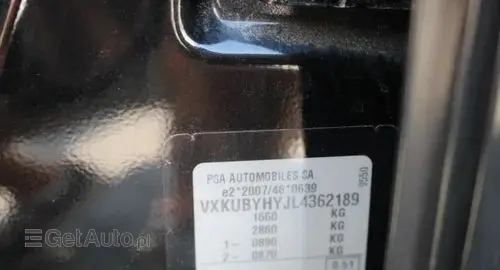 PSA AUTOMOBILES SA
e2*2007/46*0639
VXKUBYHYJL4362189
1660 KG
2860 KG
1- 0890 KG
2- 0870 KG
9550
GetAuto.pl